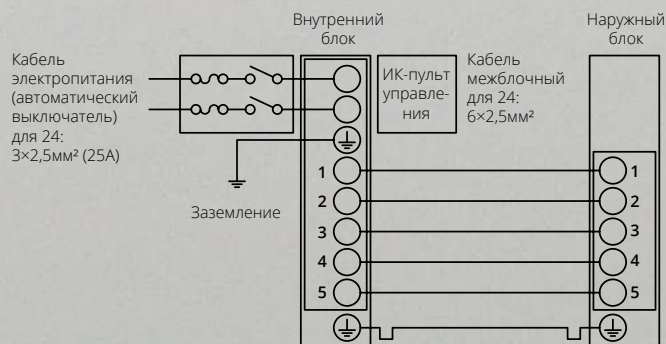 Внутренний
блок
Наружный
блок
Кабель
электропитания
(автоматический
выключатель)
для 24:
3×2,5мм² (25А)
ИК-пульт
управле-
ния
Кабель
межблочный
для 24:
6×2,5мм²
Заземление
1
2
3
4
5
1
2
3
4
5